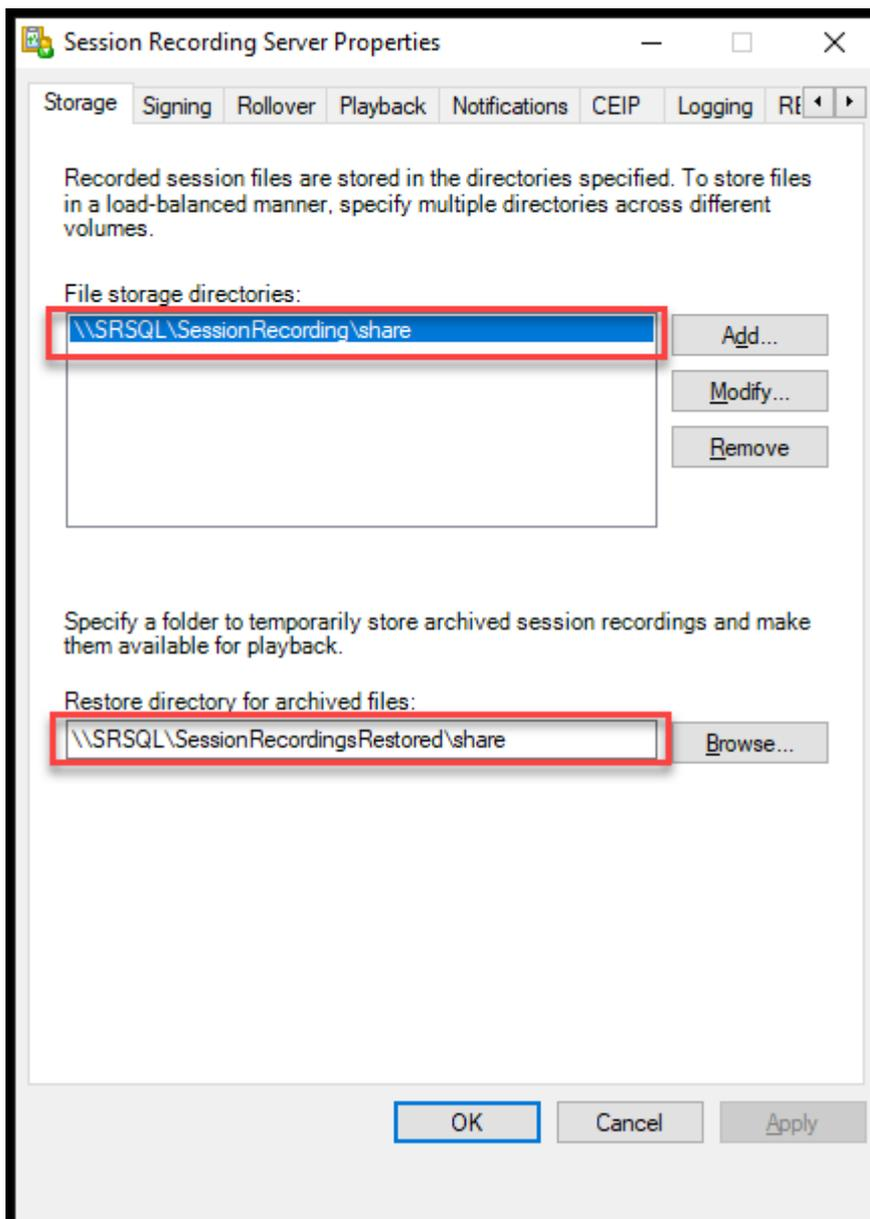 Session Recording Server Properties
Storage Signing Rollover Playback Notifications CEIP Logging
Recorded session files are stored in the directories specified. To store files
in a load-balanced manner, specify multiple directories across different
volumes.
File storage directories:
\\SRSQL\SessionRecording\share
Add...
Modify...
Remove
Specify a folder to temporarily store archived session recordings and make
them available for playback.
Restore directory for archived files:
\\SRSQL\SessionRecordingsRestored\share
Browse...
OK Cancel Apply